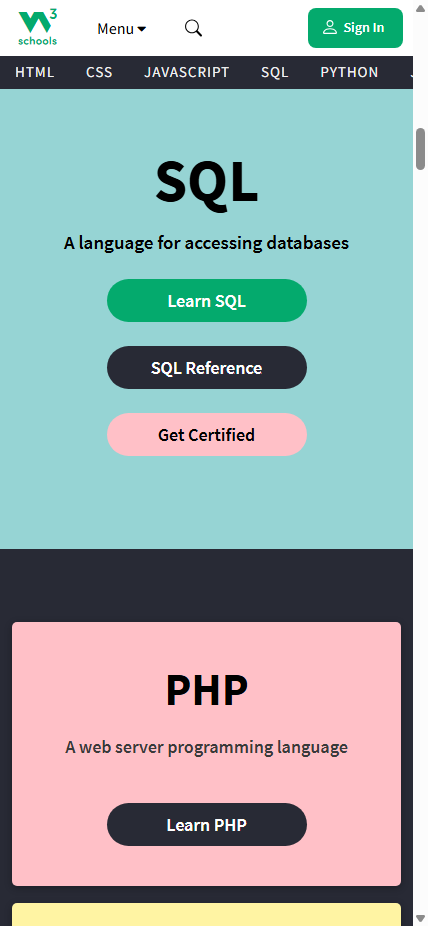 3
schools
Menu
Sign In
HTML CSS JAVASCRIPT SQL PYTHON
SQL
A language for accessing databases
Learn SQL
SQL Reference
Get Certified
PHP
A web server programming language
Learn PHP